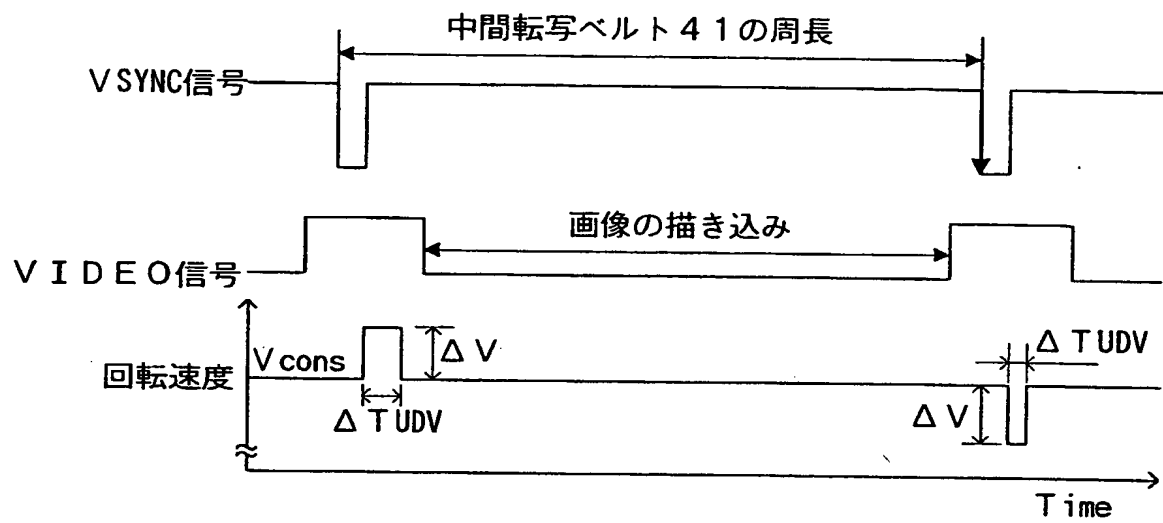 中間転写ベルト４１の周長
ＶSYNC信号
画像の描き込み
ＶＩＤＥＯ信号
Ｖcons
ΔＶ
ΔＴUDV
回転速度
ΔＴUDV
ΔＶ
Ｔime